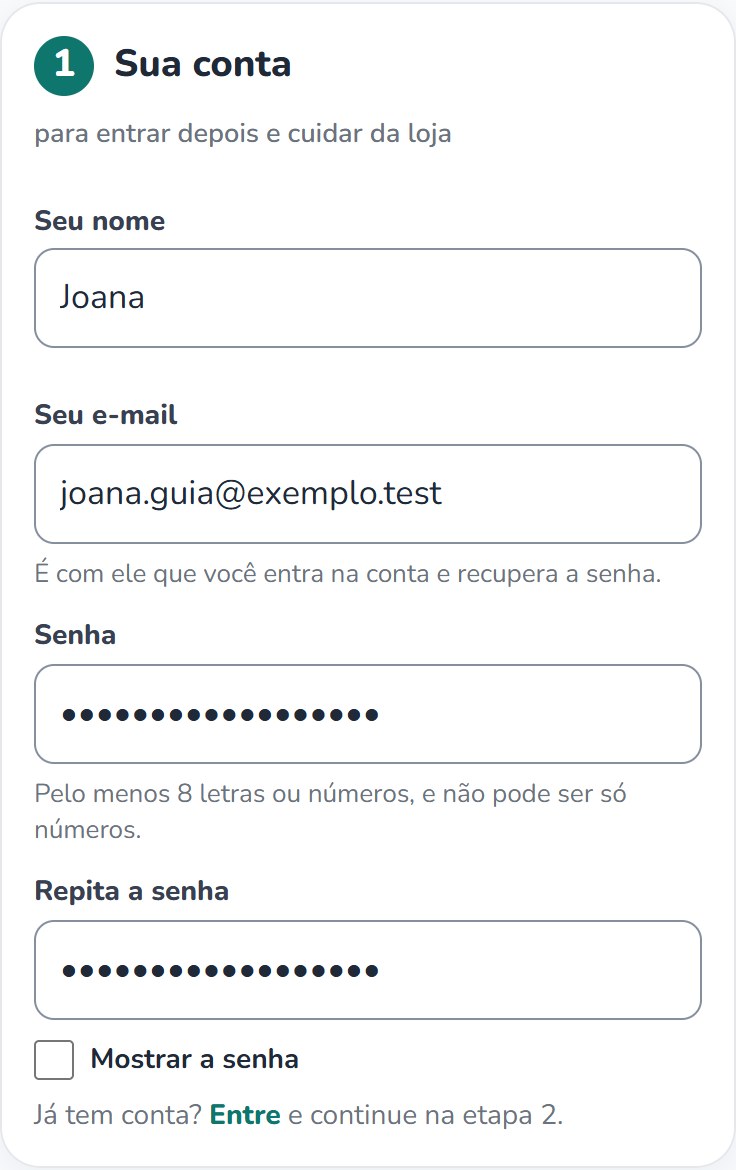 1 Sua conta
para entrar depois e cuidar da loja
Seu nome
Joana
Seu e-mail
joana.guia@exemplo.test
É com ele que você entra na conta e recupera a senha.
Senha
••••••••••••••••••
Pelo menos 8 letras ou números, e não pode ser só
números.
Repita a senha
••••••••••••••••••
Mostrar a senha
Já tem conta? Entre e continue na etapa 2.